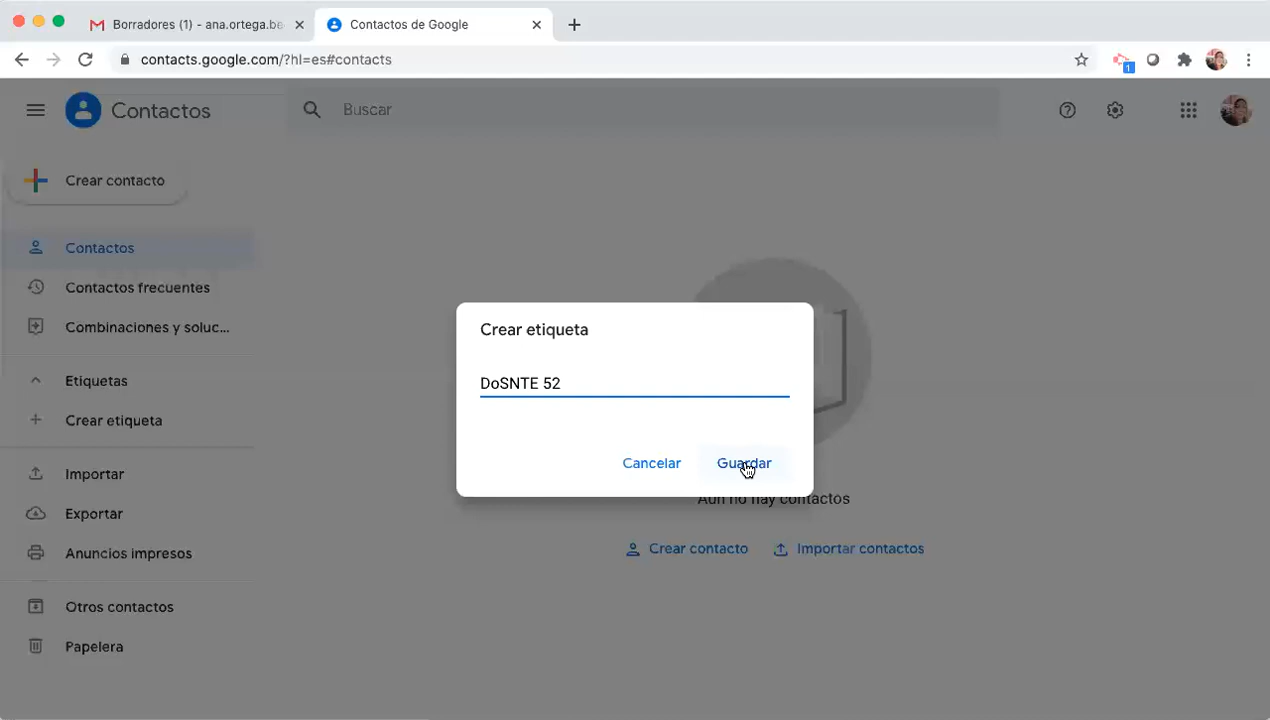 Borradores (1) - ana.ortega.be
Contactos de Google
contacts.google.com/?hl=es#contacts
1
Contactos
Buscar
Crear contacto
Contactos
Contactos frecuentes
Combinaciones y soluc...
Etiquetas
Crear etiqueta
Importar
Exportar
Anuncios impresos
Otros contactos
Papelera
Crear etiqueta
DoSNTE 52
Cancelar
Guardar
Aún no hay contactos
Crear contacto
Importar contactos